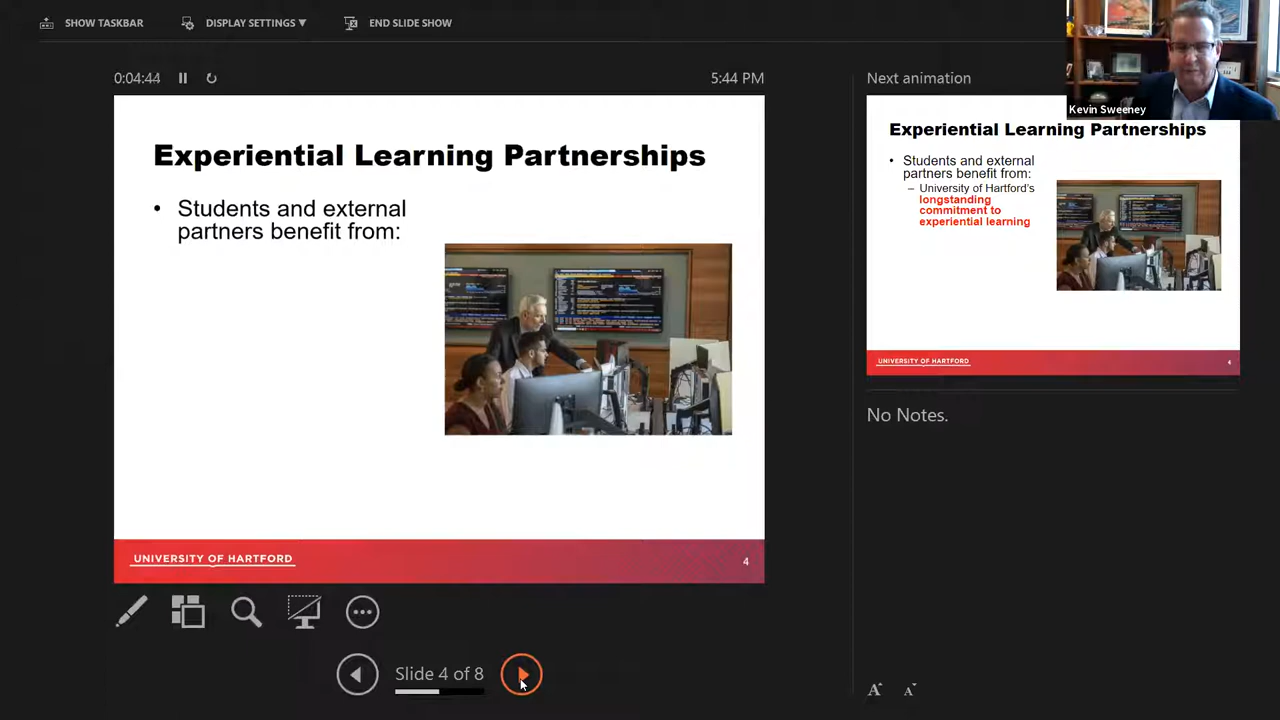 SHOW TASKBAR
DISPLAY SETTINGS ▼
END SLIDE SHOW
0:04:44
5:44 PM
Experiential Learning Partnerships
• Students and external
partners benefit from:
UNIVERSITY OF HARTFORD
4
Slide 4 of 8
Next animation
Kevin Sweeney
Experiential Learning Partnerships
• Students and external
partners benefit from:
– University of Hartford's
longstanding
commitment to
experiential learning
UNIVERSITY OF HARTFORD
4
No Notes.
A A